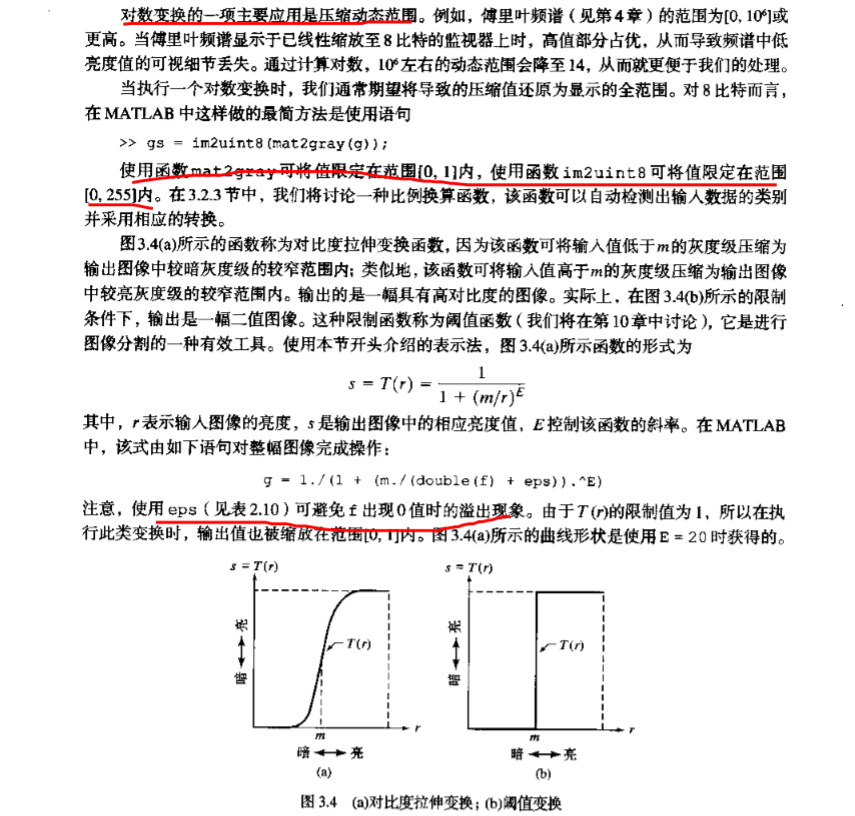 对数变换的一项主要应用是压缩动态范围。例如，傅里叶频谱（见第4章）的范围为[0, 10⁶]或
更高。当傅里叶频谱显示于已线性缩放至8比特的监视器上时，高值部分占优，从而导致频谱中低
亮度值的可视细节丢失。通过计算对数，10⁶左右的动态范围会降至14，从而就更便于我们的处理。
当执行一个对数变换时，我们通常期望将导致的压缩值还原为显示的全范围。对8比特而言，
在MATLAB中这样做的最简方法是使用语句
>> gs = im2uint8(mat2gray(g));
使用函数mat2gray可将值限定在范围[0, 1]内，使用函数im2uint8可将值限定在范围
[0, 255]内。在3.2.3节中，我们将讨论一种比例换算函数，该函数可以自动检测出输入数据的类别
并采用相应的转换。
图3.4(a)所示的函数称为对比度拉伸变换函数，因为该函数可将输入值低于m的灰度级压缩为
输出图像中较暗灰度级的较窄范围内；类似地，该函数可将输入值高于m的灰度级压缩为输出图像
中较亮灰度级的较窄范围内。输出的是一幅具有高对比度的图像。实际上，在图3.4(b)所示的限制
条件下，输出是一幅二值图像。这种限制函数称为阈值函数（我们将在第10章中讨论），它是进行
图像分割的一种有效工具。使用本节开头介绍的表示法，图3.4(a)所示函数的形式为
s = T(r) = 1 / (1 + (m/r)^E)
其中，r表示输入图像的亮度，s是输出图像中的相应亮度值，E控制该函数的斜率。在MATLAB
中，该式由如下语句对整幅图像完成操作：
g = 1./(1 + (m./(double(f) + eps)).^E)
注意，使用eps（见表2.10）可避免f出现0值时的溢出现象。由于T(r)的限制值为1，所以在执
行此类变换时，输出值也被缩放在范围[0, 1]内。图3.4(a)所示的曲线形状是使用E = 20时获得的。
s = T(r)
亮
暗
T(r)
m
r
暗 亮
(a)
s = T(r)
亮
暗
T(r)
m
r
暗 亮
(b)
图3.4 (a)对比度拉伸变换；(b)阈值变换